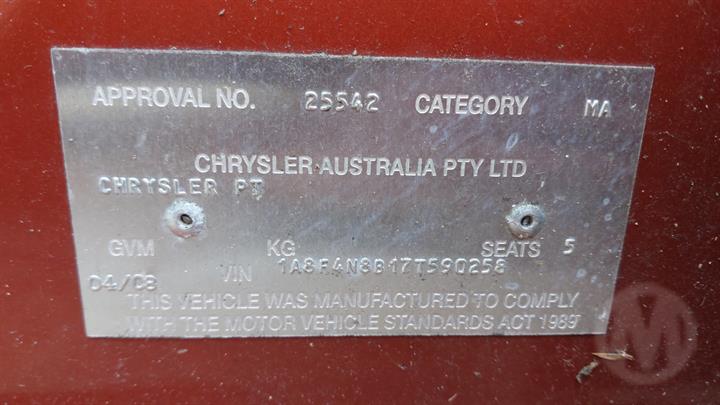 APPROVAL NO. 25542 CATEGORY MA
CHRYSLER AUSTRALIA PTY LTD
CHRYSLER PT
GVM KG SEATS 5
04/08 VIN 1A8F4N8B17T590258
THIS VEHICLE WAS MANUFACTURED TO COMPLY
WITH THE MOTOR VEHICLE STANDARDS ACT 1989
M